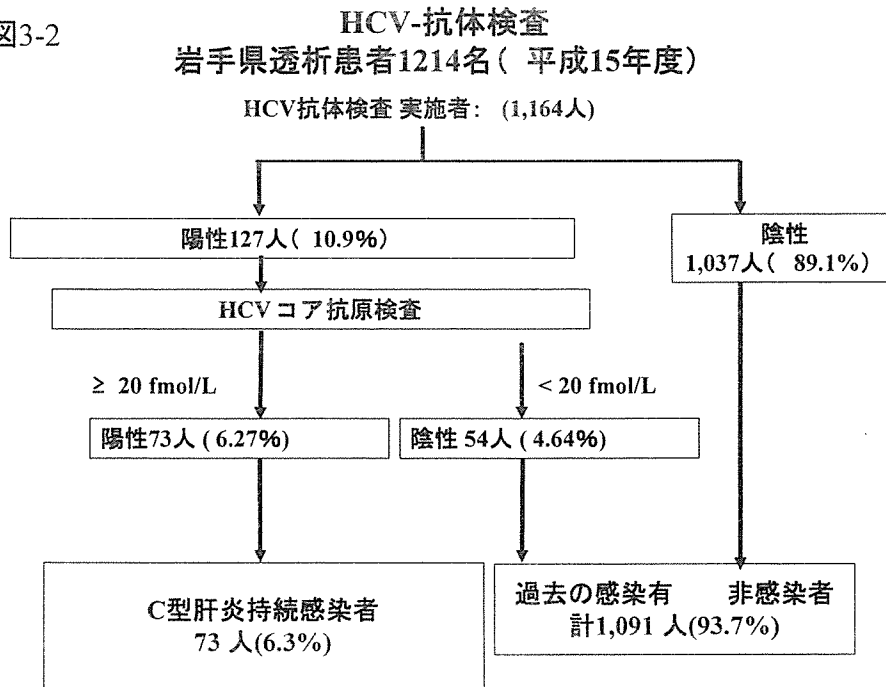 図3-2
HCV-抗体検査
岩手県透析患者1214名( 平成15年度)
HCV抗体検査 実施者: (1,164人)
陽性127人( 10.9%)
陰性
1,037人( 89.1%)
HCV コア抗原検査
≥ 20 fmol/L
< 20 fmol/L
陽性73人 ( 6.27%)
陰性 54人 ( 4.64%)
C型肝炎持続感染者
73 人(6.3%)
過去の感染有 非感染者
計1,091 人(93.7%)